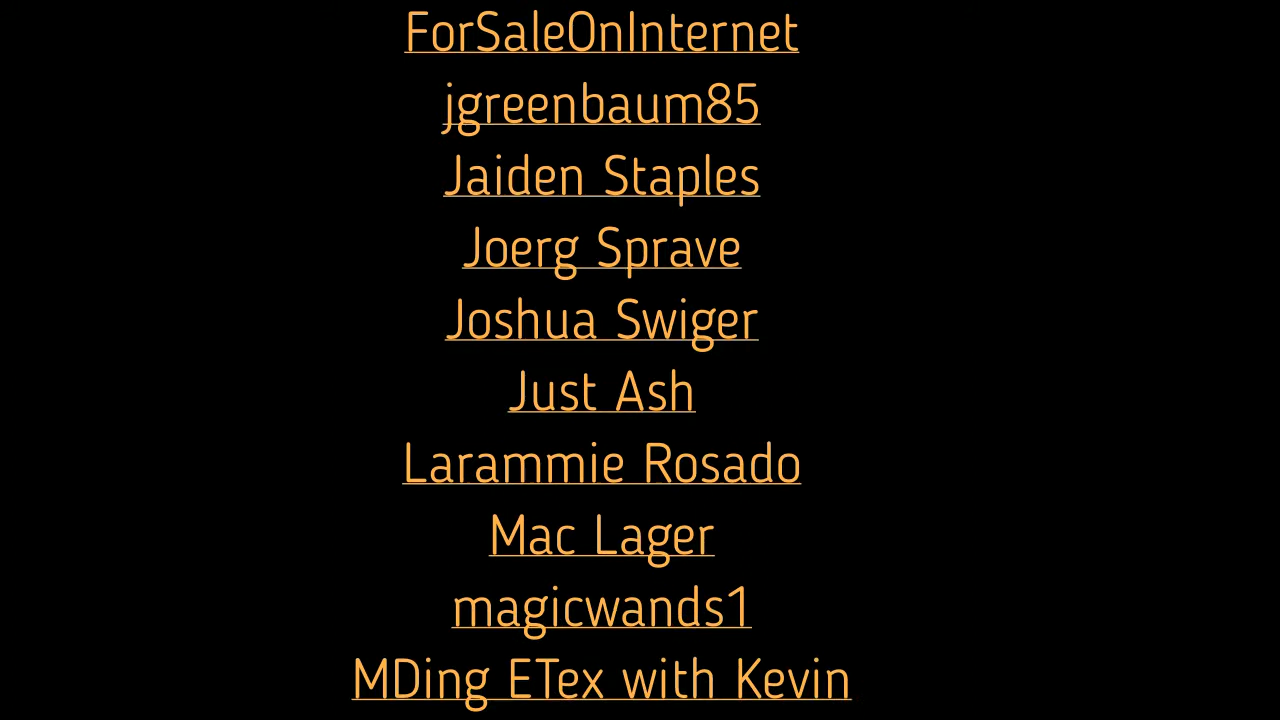 ForSaleOnInternet
jgreenbaum85
Jaiden Staples
Joerg Sprave
Joshua Swiger
Just Ash
Larammie Rosado
Mac Lager
magicwands1
MDing ETex with Kevin